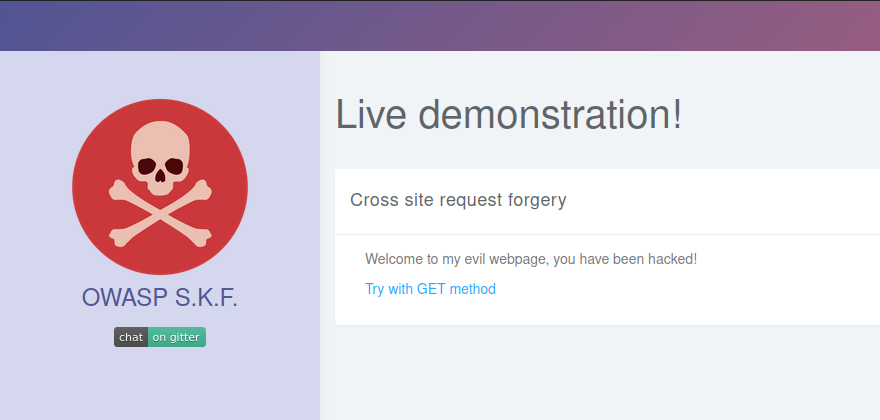 Live demonstration!
Cross site request forgery
Welcome to my evil webpage, you have been hacked!
Try with GET method
OWASP S.K.F.
chat on gitter